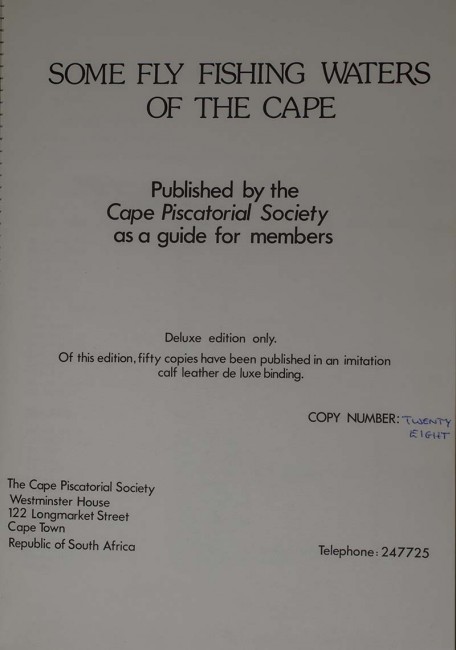 SOME FLY FISHING WATERS
OF THE CAPE
Published by the
Cape Piscatorial Society
as a guide for members
Deluxe edition only.
Of this edition, fifty copies have been published in an imitation
calf leather de luxe binding.
COPY NUMBER: TWENTY
EIGHT
The Cape Piscatorial Society
Westminster House
122 Longmarket Street
Cape Town
Republic of South Africa
Telephone: 247725